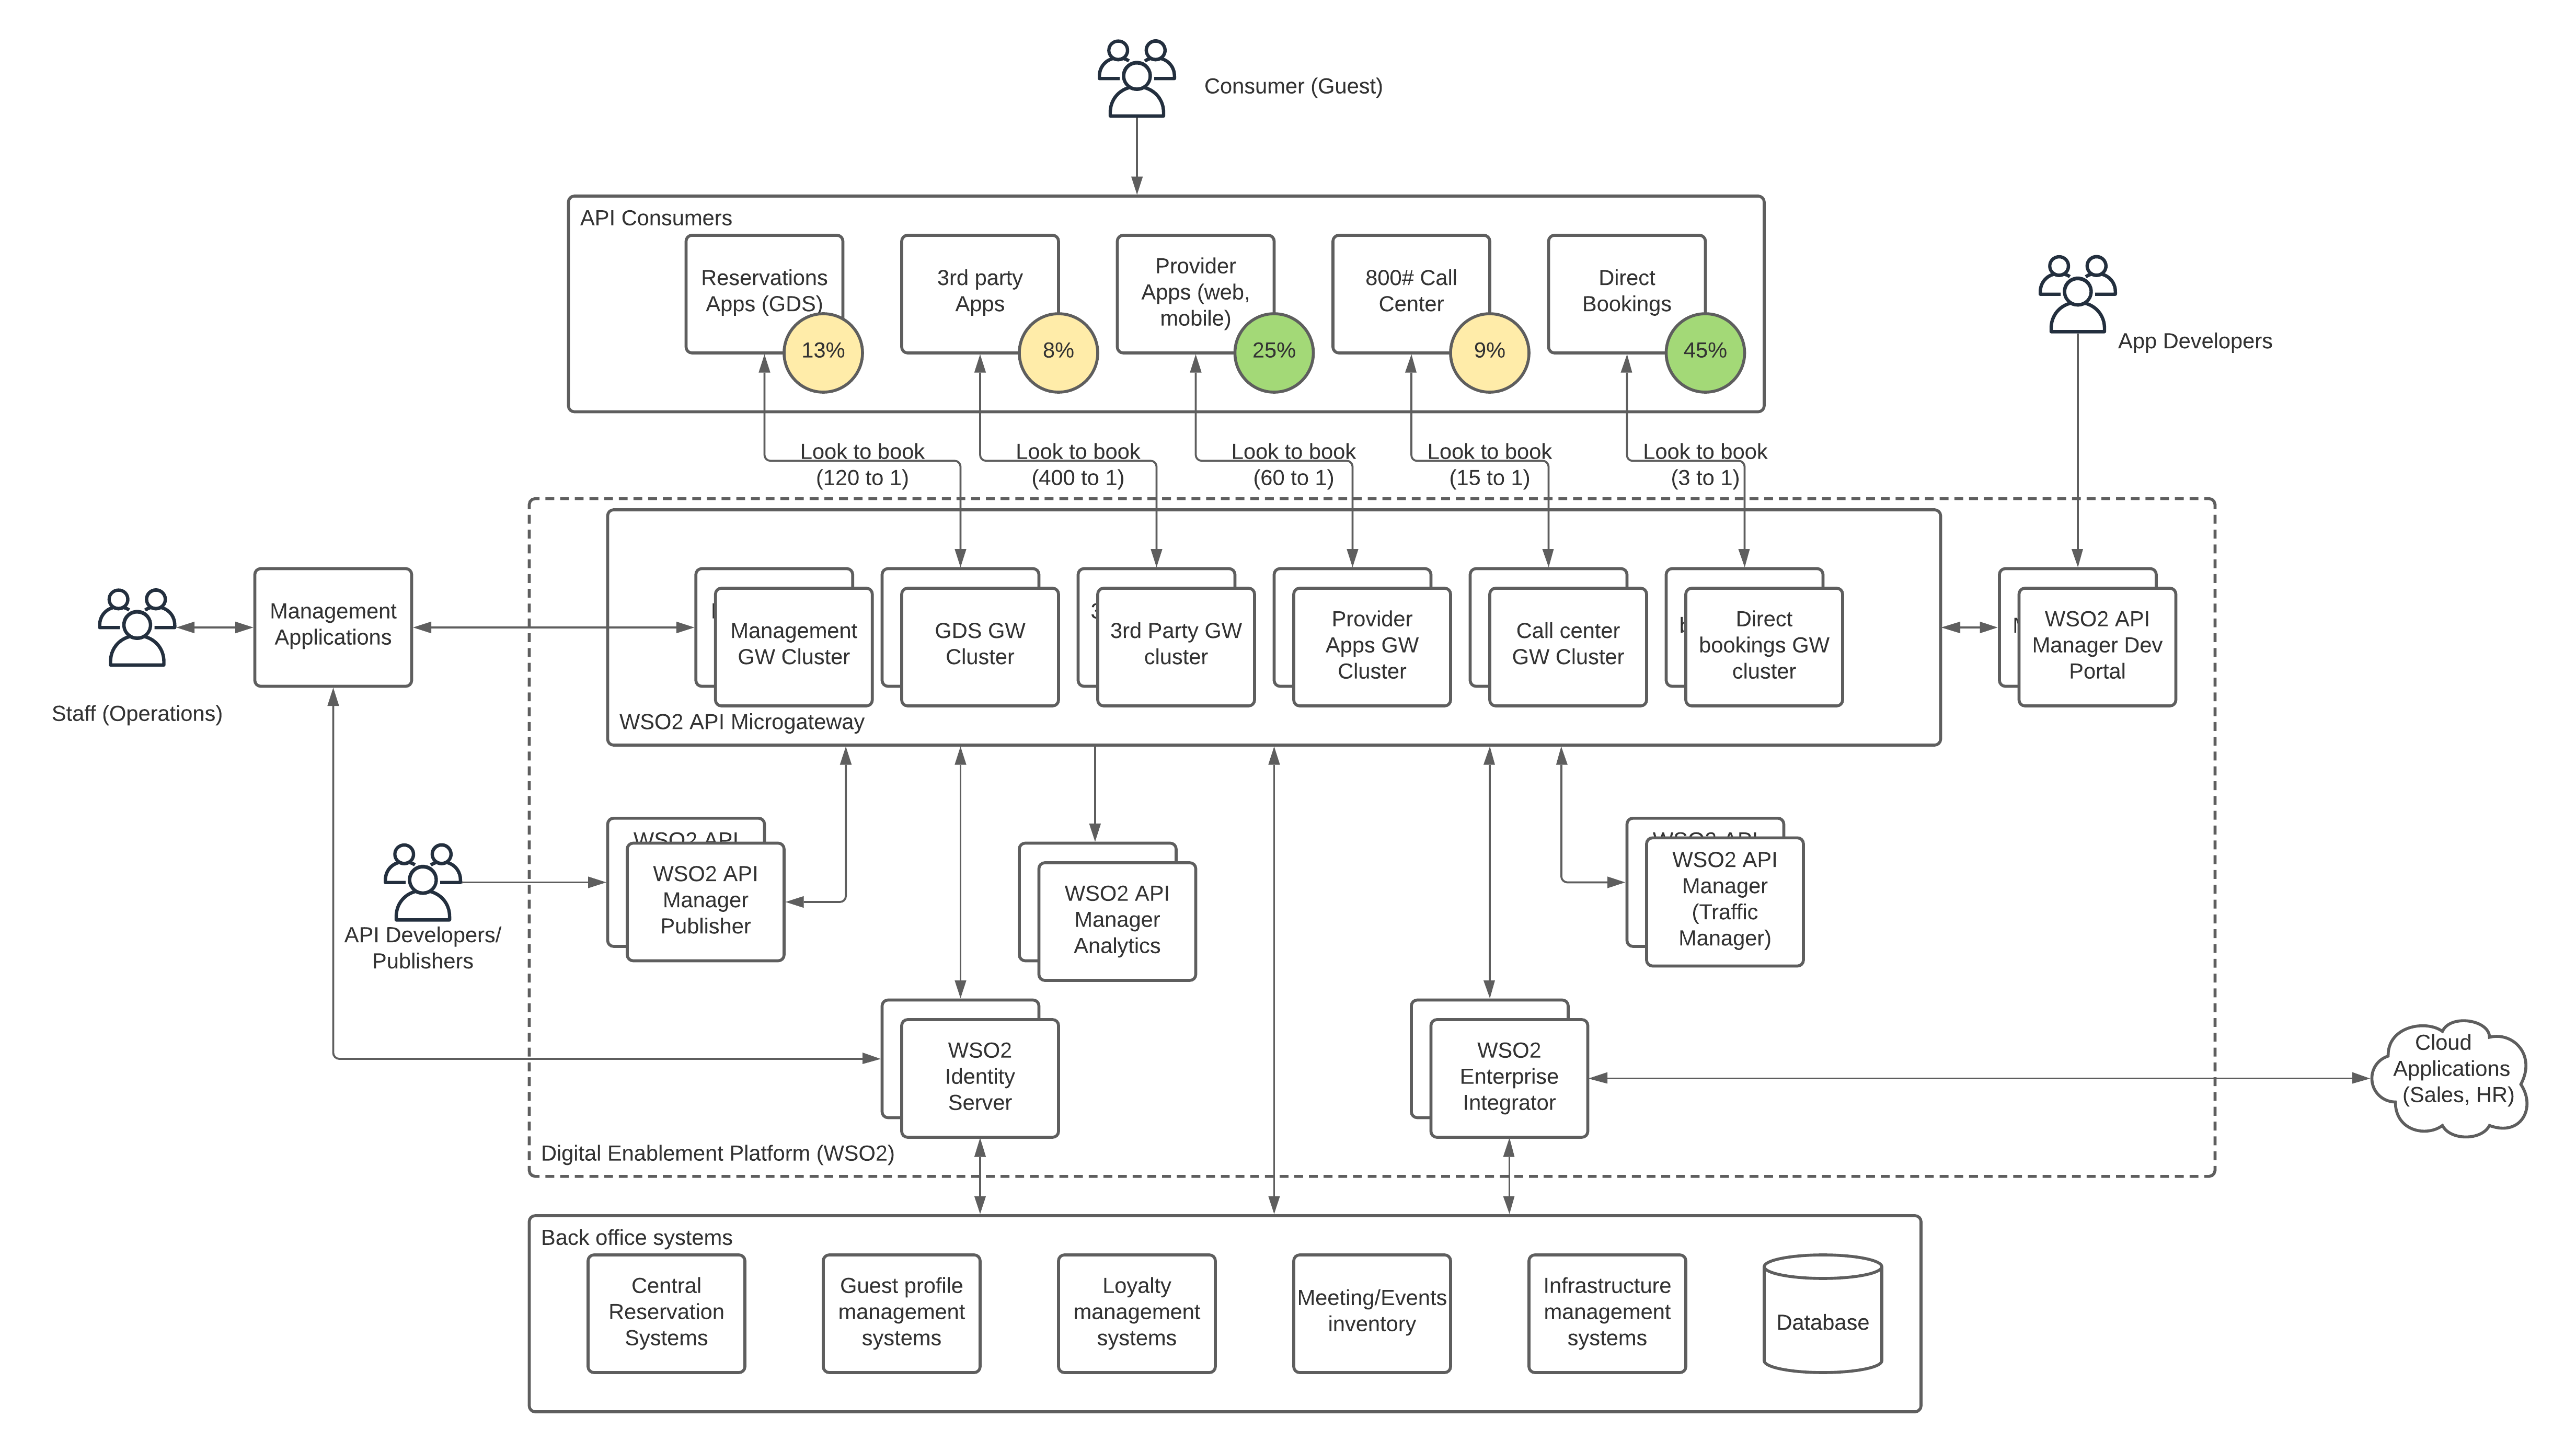 Consumer (Guest)
API Consumers
Reservations
Apps (GDS)
13%
3rd party
Apps
8%
Provider
Apps (web,
mobile)
25%
800# Call
Center
9%
Direct
Bookings
45%
App Developers
Look to book
(120 to 1)
Look to book
(400 to 1)
Look to book
(60 to 1)
Look to book
(15 to 1)
Look to book
(3 to 1)
Staff (Operations)
Management
Applications
Management
GW Cluster
GDS GW
Cluster
3rd Party GW
cluster
Provider
Apps GW
Cluster
Call center
GW Cluster
Direct
bookings GW
cluster
WSO2 API Microgateway
WSO2 API
Manager Dev
Portal
API Developers/
Publishers
WSO2 API
WSO2 API
Manager
Publisher
WSO2 API
Manager
Analytics
WSO2 API
WSO2 API
Manager
(Traffic
Manager)
WSO2
Identity
Server
WSO2
Enterprise
Integrator
Cloud
Applications
(Sales, HR)
Digital Enablement Platform (WSO2)
Back office systems
Central
Reservation
Systems
Guest profile
management
systems
Loyalty
management
systems
Meeting/Events
inventory
Infrastructure
management
systems
Database